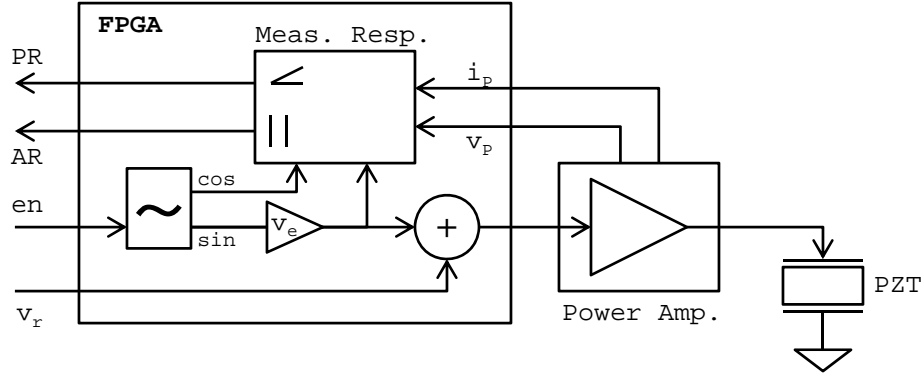 FPGA
Meas. Resp.
PR
i_p
AR
v_p
cos
en
sin
v_e
+
PZT
v_r
Power Amp.